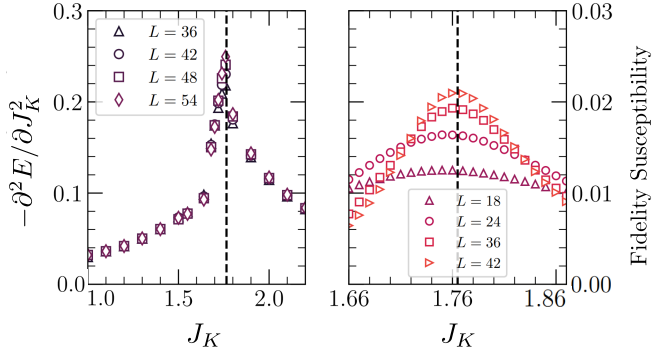 0.3
0.2
0.1
0.0
−∂²E/∂J²_K
L = 36
L = 42
L = 48
L = 54
1.0
1.5
2.0
J_K
L = 18
L = 24
L = 36
L = 42
1.66
1.76
1.86
J_K
0.03
0.02
0.01
0.00
Fidelity Susceptibility